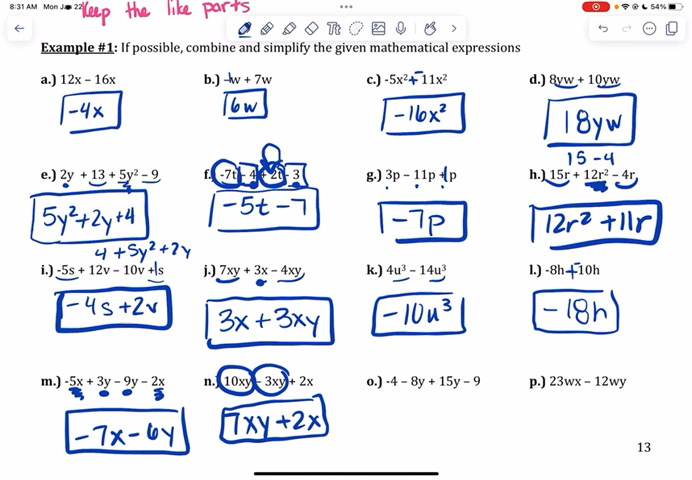 8:31 AM Mon Jan 22 Keep the like parts 54%
Example #1: If possible, combine and simplify the given mathematical expressions
a.) 12x – 16x b.) -1w + 7w c.) -5x² + -11x² d.) 8yw + 10yw
-4x 6w -16x² 18yw
15 -4
e.) 2y + 13 + 5y² – 9 f.) -7t – 4 + 2t – 3 g.) 3p – 11p + 1p h.) 15r + 12r² – 4r
5y²+2y+4 -5t -7 -7p 12r² + 11r
4 + 5y² + 2y
i.) -5s + 12v – 10v + 1s j.) 7xy + 3x – 4xy k.) 4u³ – 14u³ l.) -8h + -10h
-4s + 2v 3x + 3xy -10u³ -18h
m.) -5x + 3y – 9y – 2x n.) 10xy – 3xy + 2x o.) -4 – 8y + 15y – 9 p.) 23wx – 12wy
-7x - 6y 7xy + 2x
13